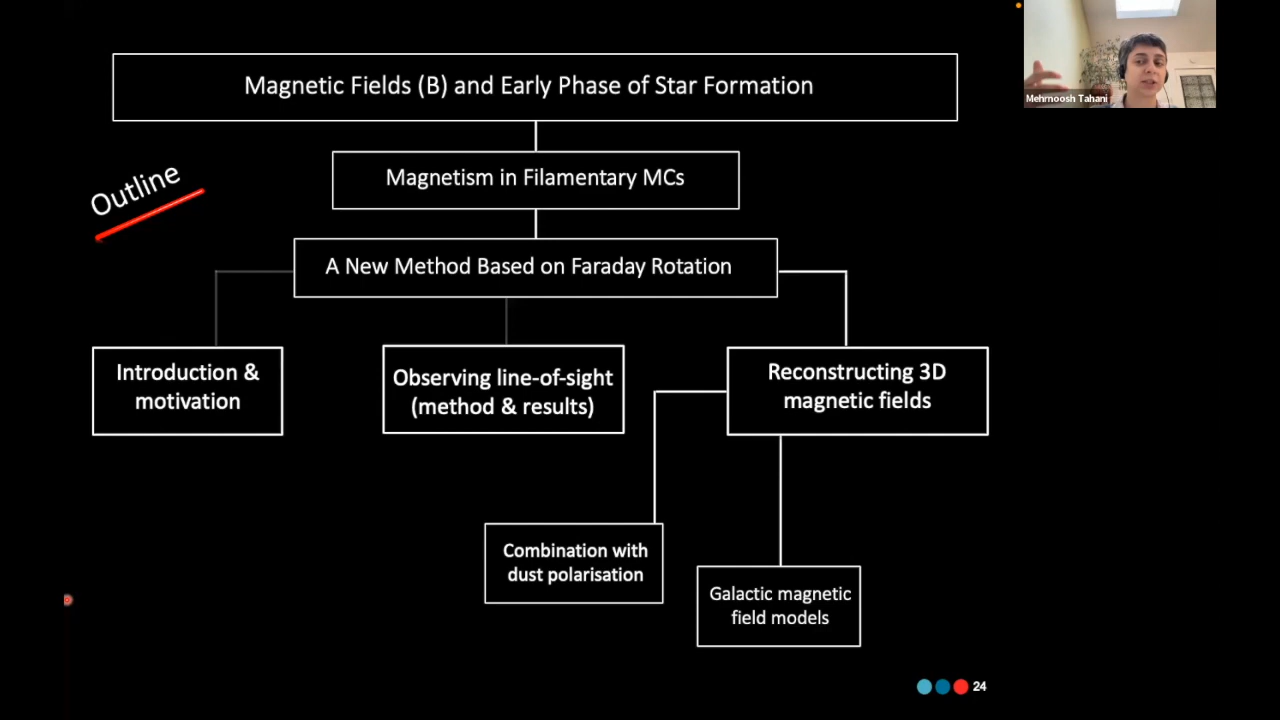 Magnetic Fields (B) and Early Phase of Star Formation
Mehrnoosh Tahani
Magnetism in Filamentary MCs
Outline
A New Method Based on Faraday Rotation
Introduction &
motivation
Observing line-of-sight
(method & results)
Reconstructing 3D
magnetic fields
Combination with
dust polarisation
Galactic magnetic
field models
24